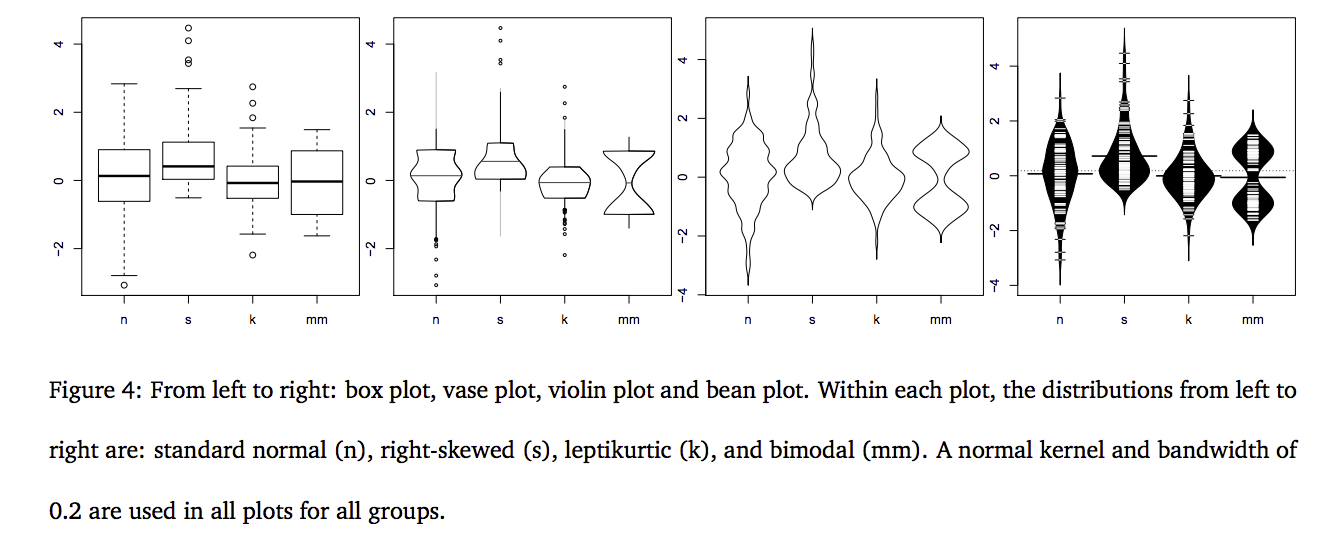 4
2
0
−2
n s k mm
4
2
0
−2
n s k mm
4
2
0
−2
−4
n s k mm
4
2
0
−2
−4
n s k mm
Figure 4: From left to right: box plot, vase plot, violin plot and bean plot. Within each plot, the distributions from left to
right are: standard normal (n), right-skewed (s), leptikurtic (k), and bimodal (mm). A normal kernel and bandwidth of
0.2 are used in all plots for all groups.